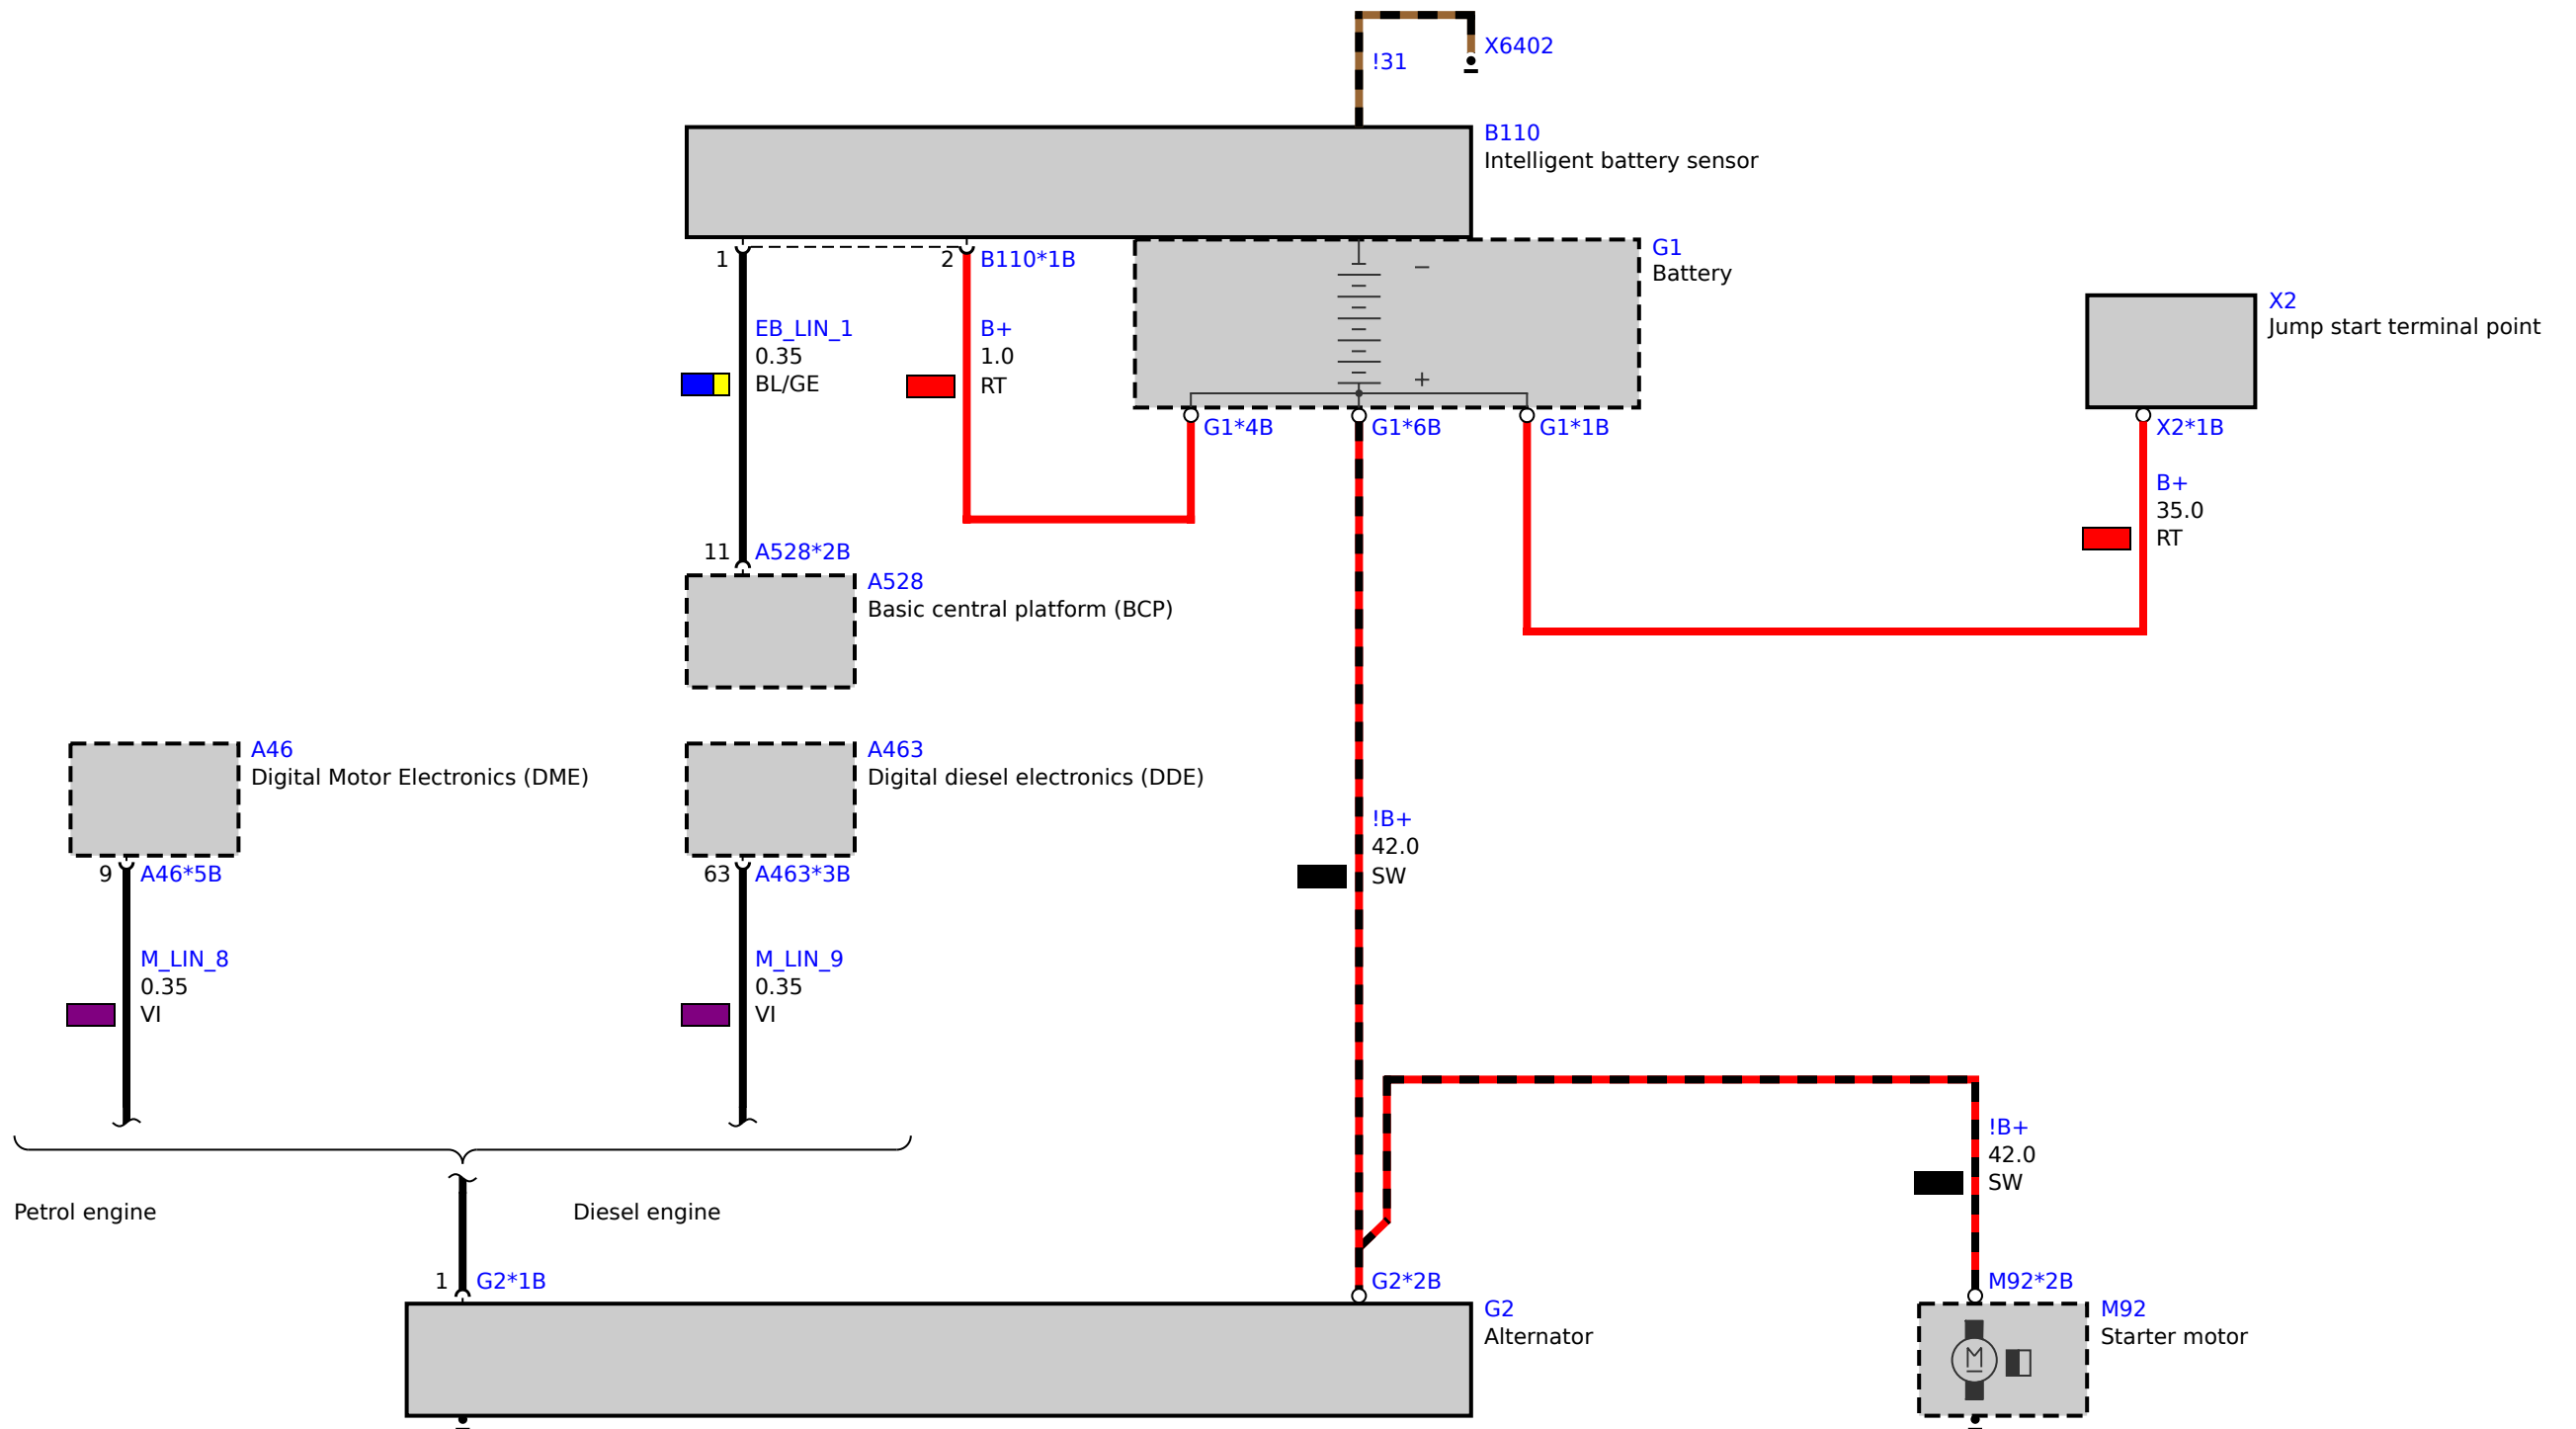 X6402
!31
B110
Intelligent battery sensor
1
2
B110*1B
G1
Battery
−
+
EB_LIN_1
0.35
BL/GE
B+
1.0
RT
G1*4B
G1*6B
G1*1B
X2
Jump start terminal point
X2*1B
B+
35.0
RT
11
A528*2B
A528
Basic central platform (BCP)
A46
Digital Motor Electronics (DME)
A463
Digital diesel electronics (DDE)
9
A46*5B
63
A463*3B
!B+
42.0
SW
M_LIN_8
0.35
VI
M_LIN_9
0.35
VI
!B+
42.0
SW
Petrol engine
Diesel engine
1
G2*1B
G2*2B
M92*2B
G2
Alternator
M92
Starter motor
M